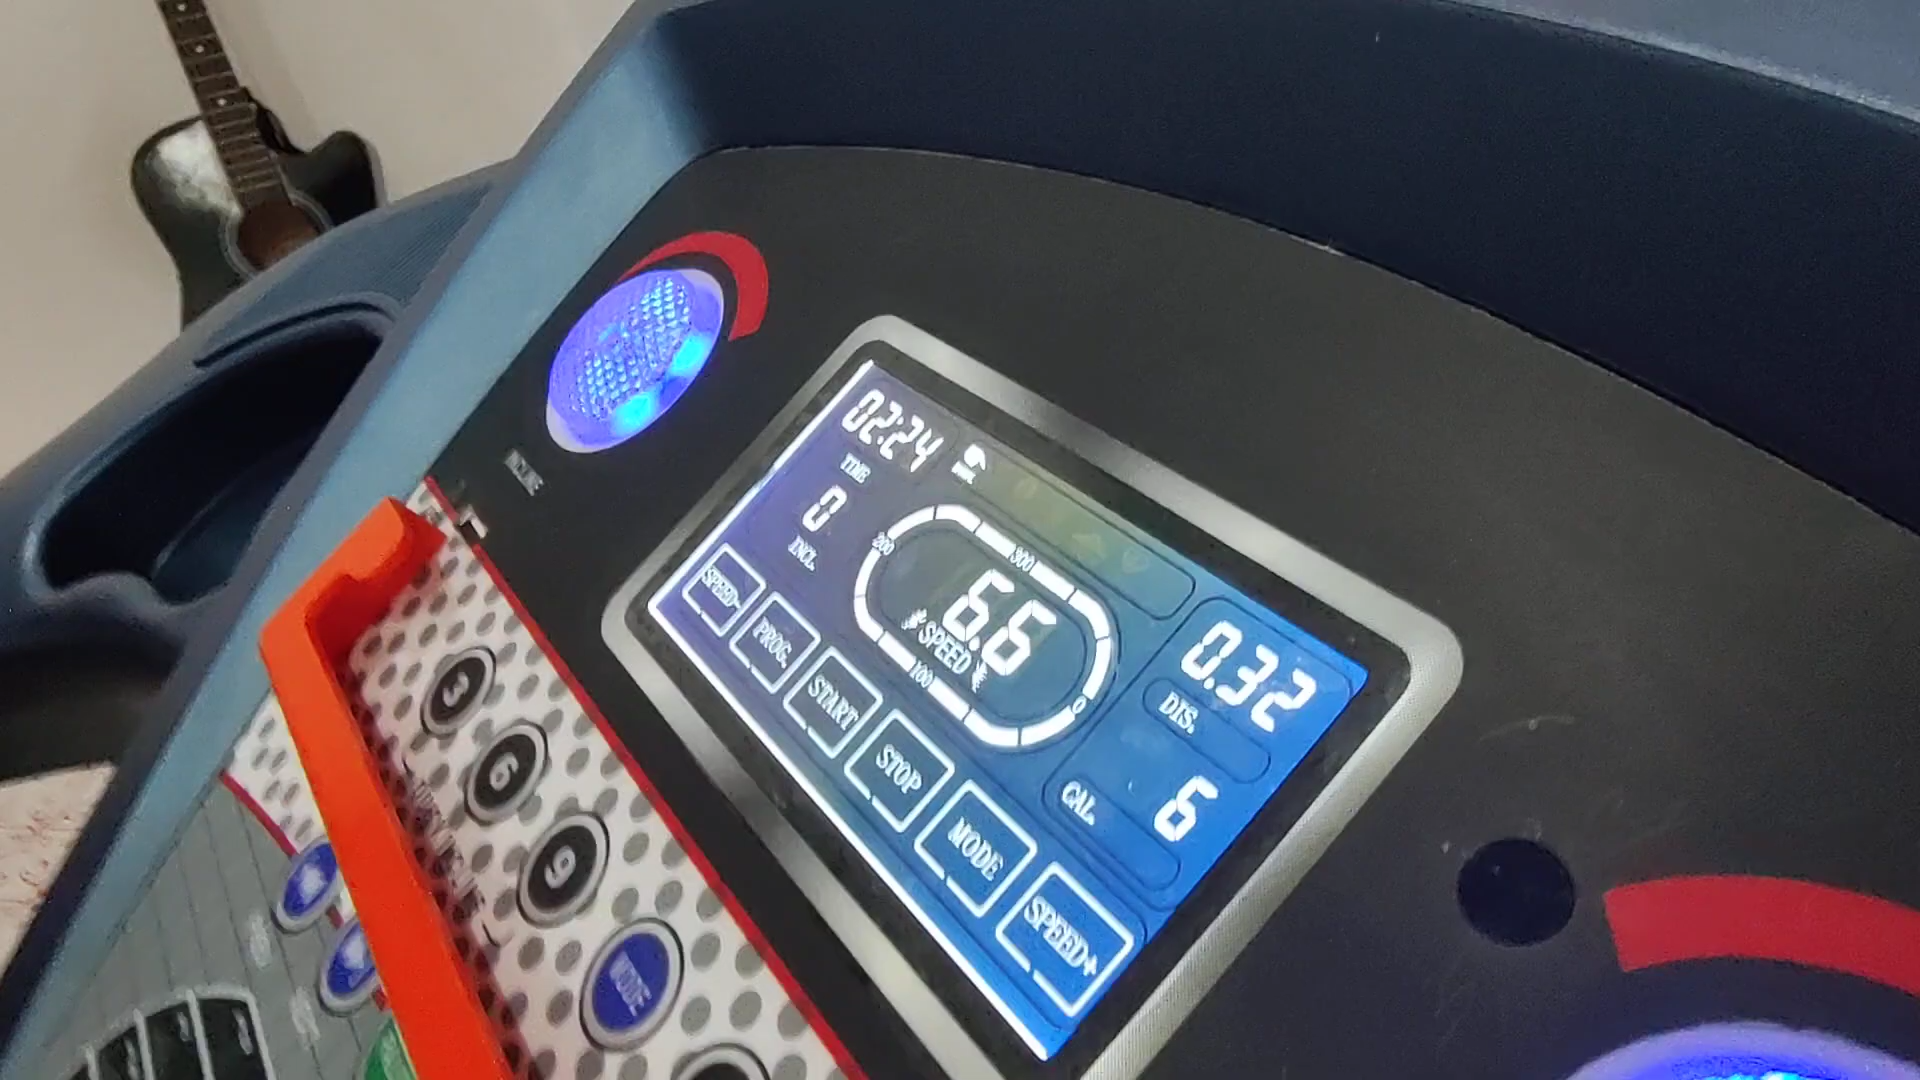 02:24
TIME
0
INCL.
200
300
6.6
SPEED
100
0
0.32
DIS.
CAL.
6
SPEED-
PROG.
START
STOP
MODE
SPEED+
INCLINE
3
6
9
MODE